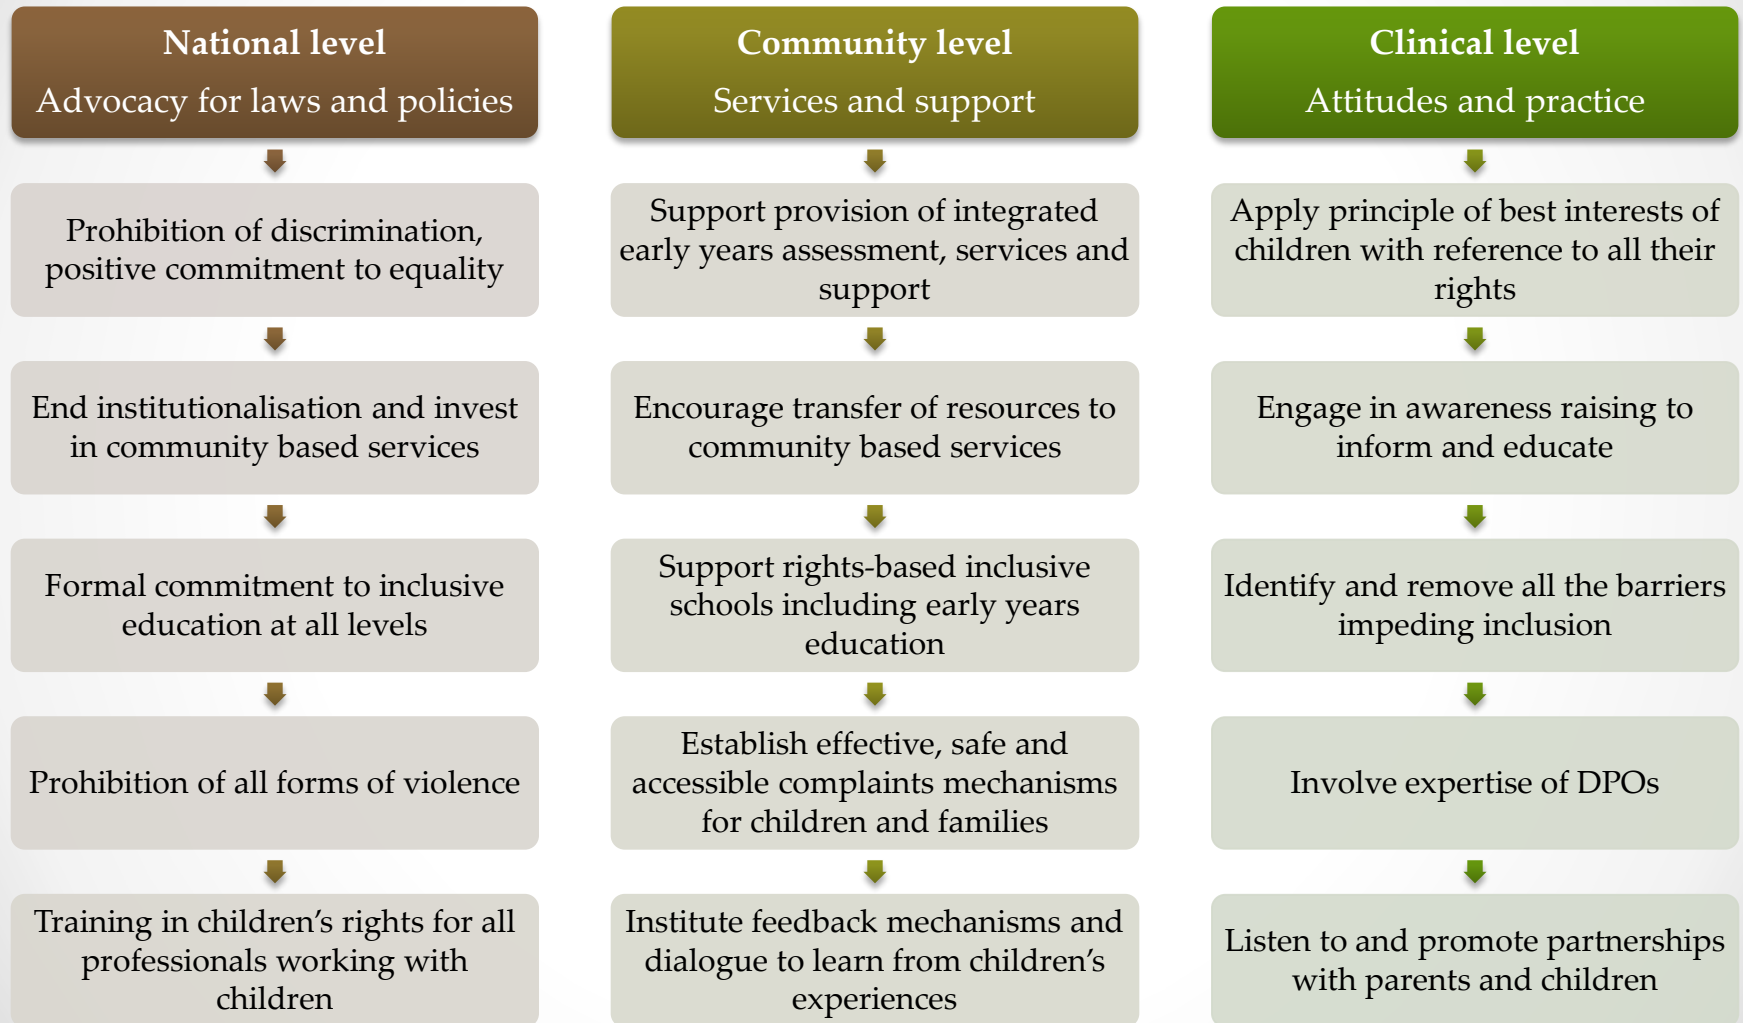 National level
Advocacy for laws and policies
Prohibition of discrimination,
positive commitment to equality
End institutionalisation and invest
in community based services
Formal commitment to inclusive
education at all levels
Prohibition of all forms of violence
Training in children’s rights for all
professionals working with
children
Community level
Services and support
Support provision of integrated
early years assessment, services and
support
Encourage transfer of resources to
community based services
Support rights-based inclusive
schools including early years
education
Establish effective, safe and
accessible complaints mechanisms
for children and families
Institute feedback mechanisms and
dialogue to learn from children’s
experiences
Clinical level
Attitudes and practice
Apply principle of best interests of
children with reference to all their
rights
Engage in awareness raising to
inform and educate
Identify and remove all the barriers
impeding inclusion
Involve expertise of DPOs
Listen to and promote partnerships
with parents and children